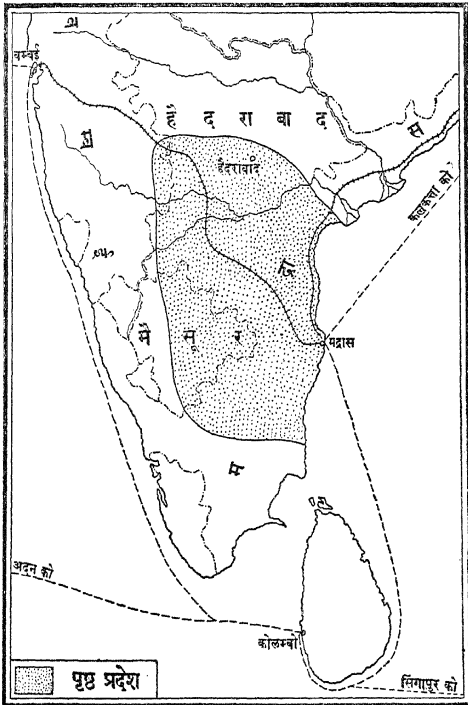 बम्बई
हैदराबाद
हैदराबाद
कलकत्ता को
मैसूर
मद्रास
अदन को
कोलम्बो
सिंगापुर को
पृष्ठ प्रदेश